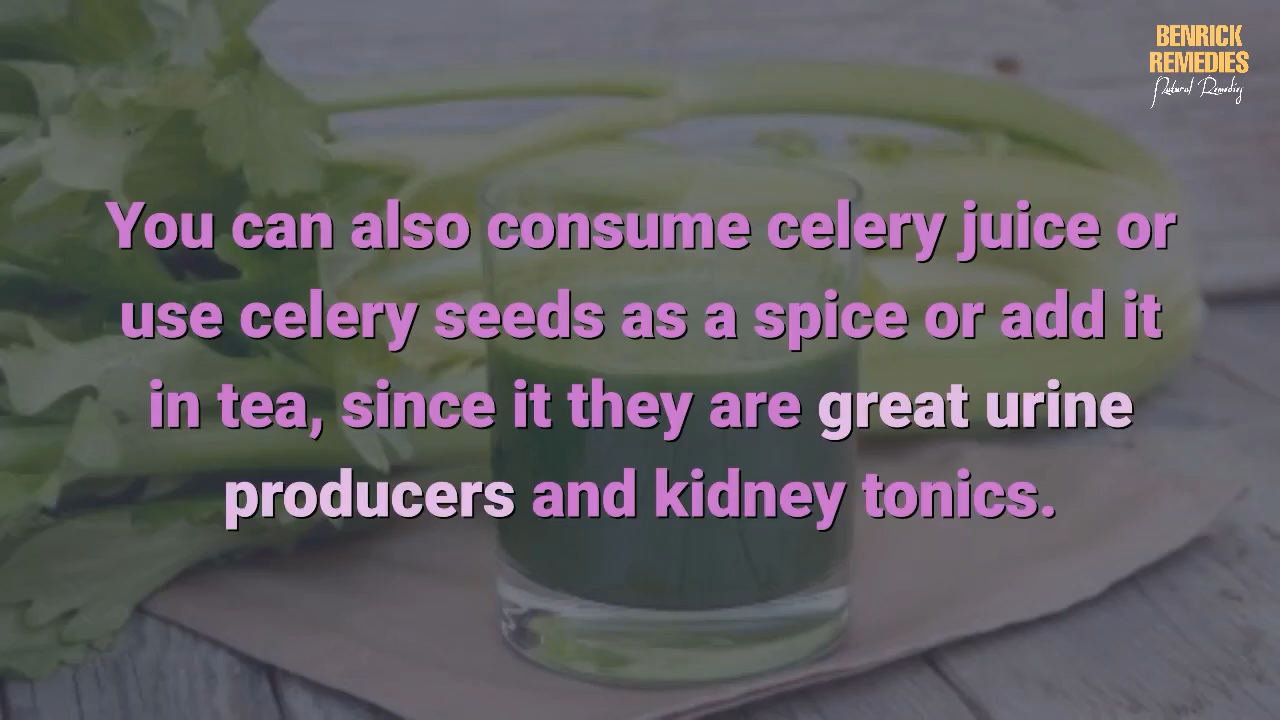 BENRICK
REMEDIES
Natural Remedies
You can also consume celery juice or
use celery seeds as a spice or add it
in tea, since it they are great urine
producers and kidney tonics.